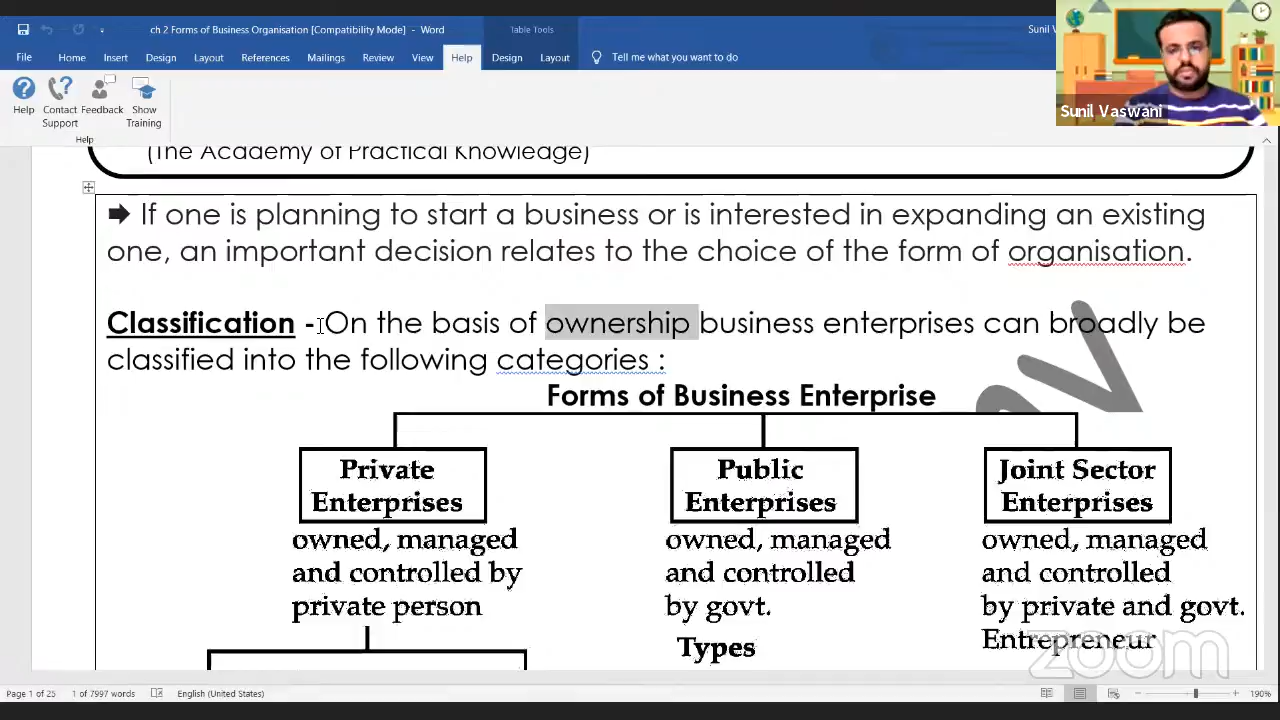 ch 2 Forms of Business Organisation [Compatibility Mode] - Word
Table Tools
Sunil V
File Home Insert Design Layout References Mailings Review View Help Design Layout Tell me what you want to do
Help Contact Support Feedback Show Training
Help
Sunil Vaswani
(The Academy of Practical Knowledge)
If one is planning to start a business or is interested in expanding an existing
one, an important decision relates to the choice of the form of organisation.
Classification - On the basis of ownership business enterprises can broadly be
classified into the following categories :
Forms of Business Enterprise
Private
Enterprises
owned, managed
and controlled by
private person
Public
Enterprises
owned, managed
and controlled
by govt.
Types
Joint Sector
Enterprises
owned, managed
and controlled
by private and govt.
Entrepreneur
zoom
Page 1 of 25 1 of 7997 words English (United States) 190%